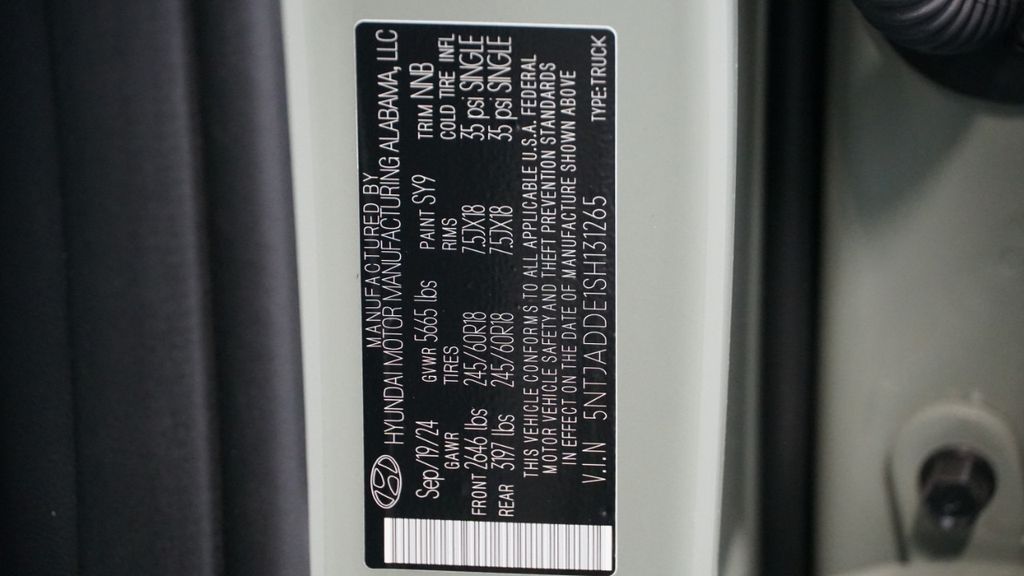 MANUFACTURED BY
HYUNDAI MOTOR MANUFACTURING ALABAMA, LLC
Sep/19/24 GVWR 5665 lbs PAINT SY9 TRIM NNB
GAWR TIRES RIMS COLD TIRE INFL
FRONT 2646 lbs 245/60R18 7.5JX18 35 psi SINGLE
REAR 3197 lbs 245/60R18 7.5JX18 35 psi SINGLE
THIS VEHICLE CONFORMS TO ALL APPLICABLE U.S.A. FEDERAL
MOTOR VEHICLE SAFETY AND THEFT PREVENTION STANDARDS
IN EFFECT ON THE DATE OF MANUFACTURE SHOWN ABOVE
V.I.N 5NTJADDE1SH131265 TYPE:TRUCK